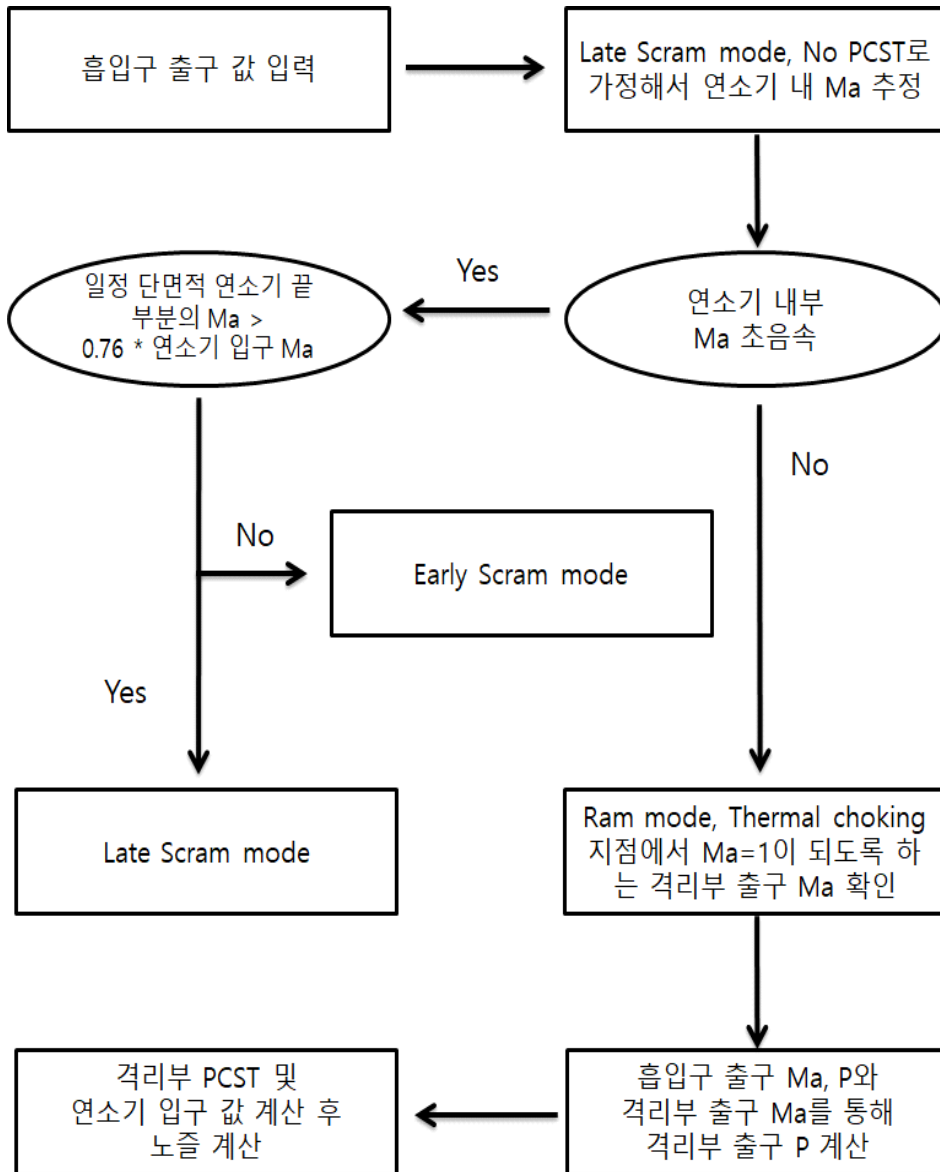 흡입구 출구 값 입력
Late Scram mode, No PCST로
가정해서 연소기 내 Ma 추정
Yes
일정 단면적 연소기 끝
부분의 Ma >
0.76 * 연소기 입구 Ma
연소기 내부
Ma 초음속
No
No
Early Scram mode
Yes
Late Scram mode
Ram mode, Thermal choking
지점에서 Ma=1이 되도록 하
는 격리부 출구 Ma 확인
격리부 PCST 및
연소기 입구 값 계산 후
노즐 계산
흡입구 출구 Ma, P와
격리부 출구 Ma를 통해
격리부 출구 P 계산